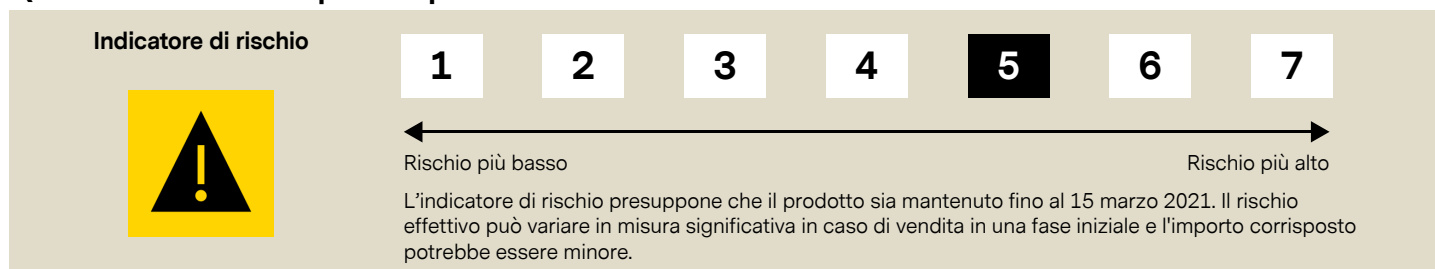 Indicatore di rischio
1 2 3 4 5 6 7
Rischio più basso Rischio più alto
L'indicatore di rischio presuppone che il prodotto sia mantenuto fino al 15 marzo 2021. Il rischio
effettivo può variare in misura significativa in caso di vendita in una fase iniziale e l'importo corrisposto
potrebbe essere minore.